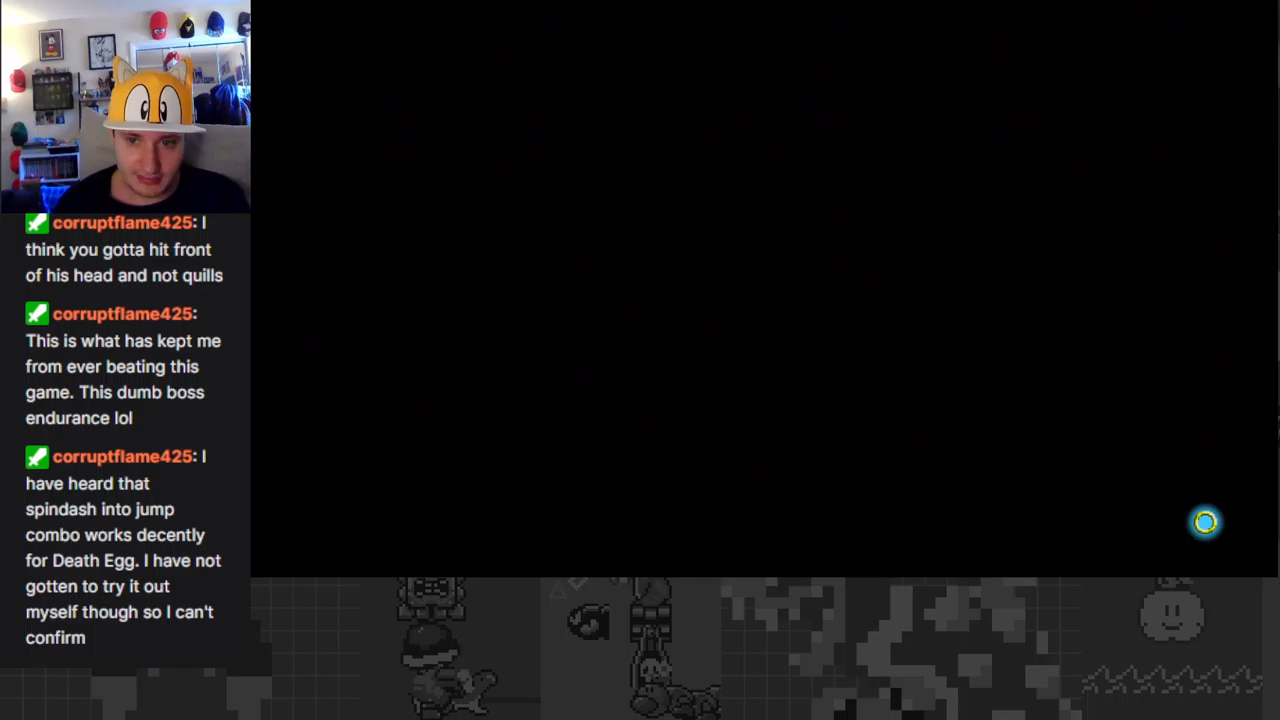 corruptflame425: I
think you gotta hit front
of his head and not quills
corruptflame425:
This is what has kept me
from ever beating this
game. This dumb boss
endurance lol
corruptflame425: I
have heard that
spindash into jump
combo works decently
for Death Egg. I have not
gotten to try it out
myself though so I can't
confirm